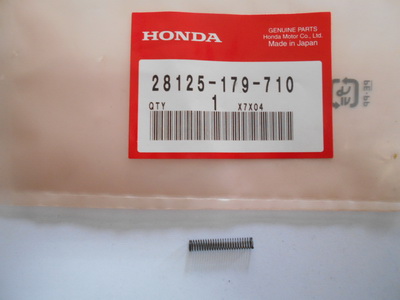 HONDA
GENUINE PARTS
Honda Motor Co., Ltd.
Made in Japan
28125-179-710
QTY 1 X7X04